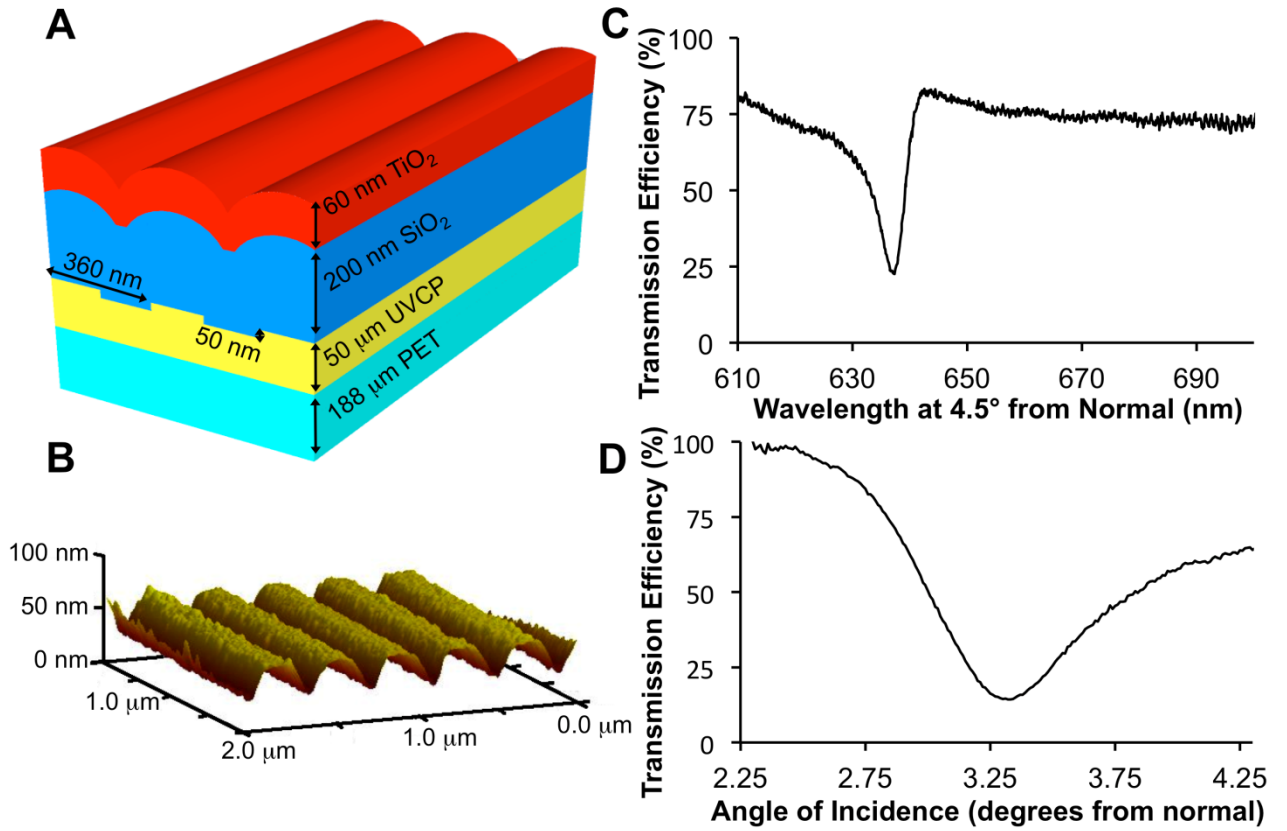 A
60 nm TiO₂
200 nm SiO₂
360 nm
50 nm
50 μm UVCP
188 μm PET
B
100 nm
50 nm
0 nm
1.0 μm
2.0 μm
1.0 μm
0.0 μm
C
Transmission Efficiency (%)
100
75
50
25
0
610
630
650
670
690
Wavelength at 4.5° from Normal (nm)
D
Transmission Efficiency (%)
100
75
50
25
0
2.25
2.75
3.25
3.75
4.25
Angle of Incidence (degrees from normal)